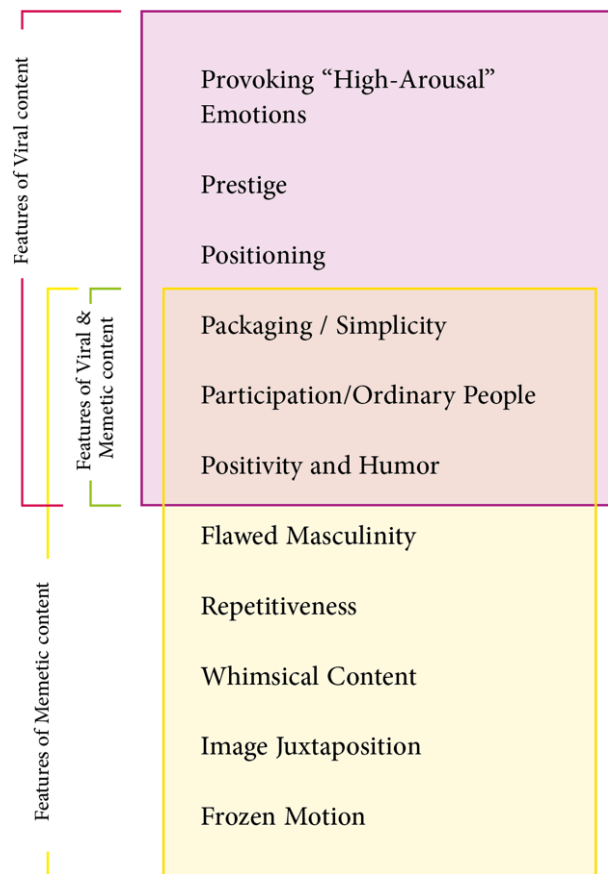 Features of Viral content
Features of Viral &
Memetic content
Features of Memetic content
Provoking “High-Arousal”
Emotions
Prestige
Positioning
Packaging / Simplicity
Participation/Ordinary People
Positivity and Humor
Flawed Masculinity
Repetitiveness
Whimsical Content
Image Juxtaposition
Frozen Motion